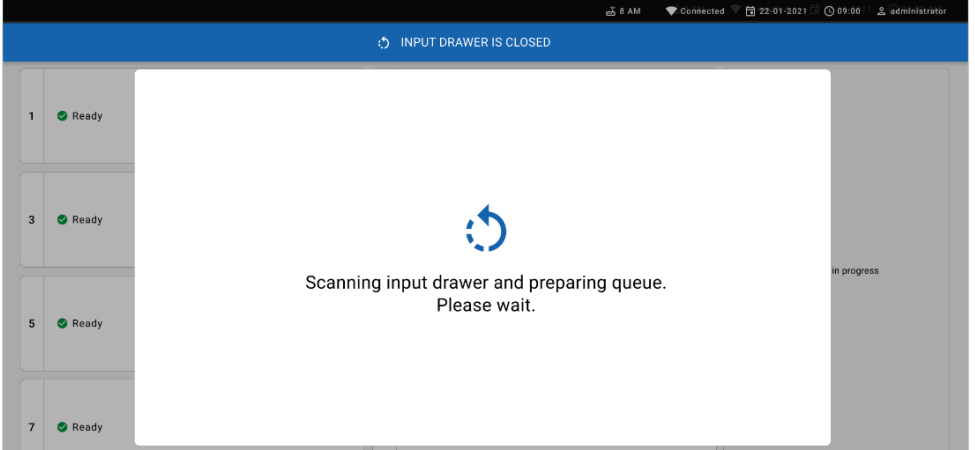 8 AM Connected 22-01-2021 09:00 administrator
INPUT DRAWER IS CLOSED
1 Ready
3 Ready
Scanning input drawer and preparing queue.
Please wait.
in progress
5 Ready
7 Ready